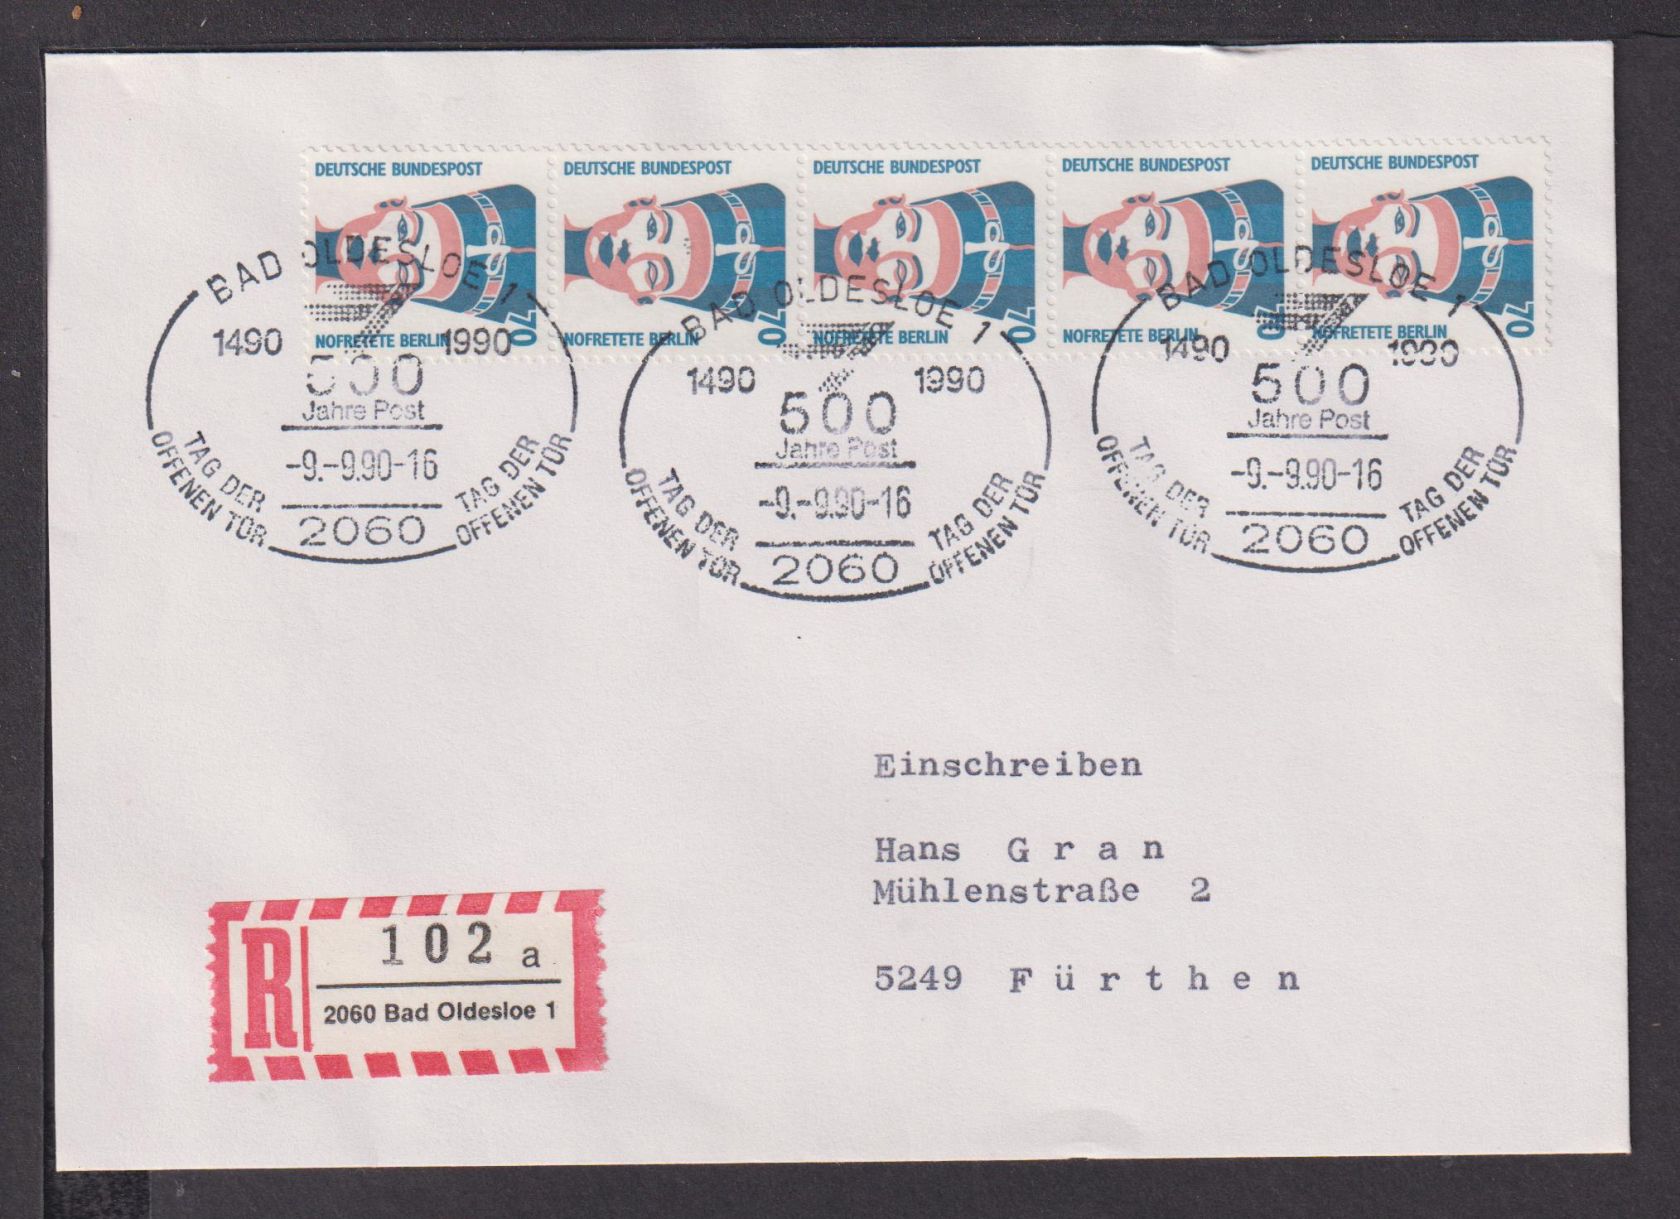 DEUTSCHE BUNDESPOST
NOFRETETE BERLIN
70
DEUTSCHE BUNDESPOST
NOFRETETE BERLIN
70
DEUTSCHE BUNDESPOST
NOFRETETE BERLIN
70
DEUTSCHE BUNDESPOST
NOFRETETE BERLIN
70
DEUTSCHE BUNDESPOST
NOFRETETE BERLIN
70
BAD OLDESLOE 1
1490 1990
500
Jahre Post
-9.-9.90-16
2060
TAG DER
OFFENEN TÜR
TAG DER
OFFENEN TÜR
BAD OLDESLOE 1
1490 1990
500
Jahre Post
-9.-9.90-16
2060
TAG DER
OFFENEN TÜR
TAG DER
OFFENEN TÜR
BAD OLDESLOE 1
1490 1990
500
Jahre Post
-9.-9.90-16
2060
TAG DER
OFFENEN TÜR
TAG DER
OFFENEN TÜR
Einschreiben
Hans G r a n
Mühlenstraße 2
5249 F ü r t h e n
R
102 a
2060 Bad Oldesloe 1